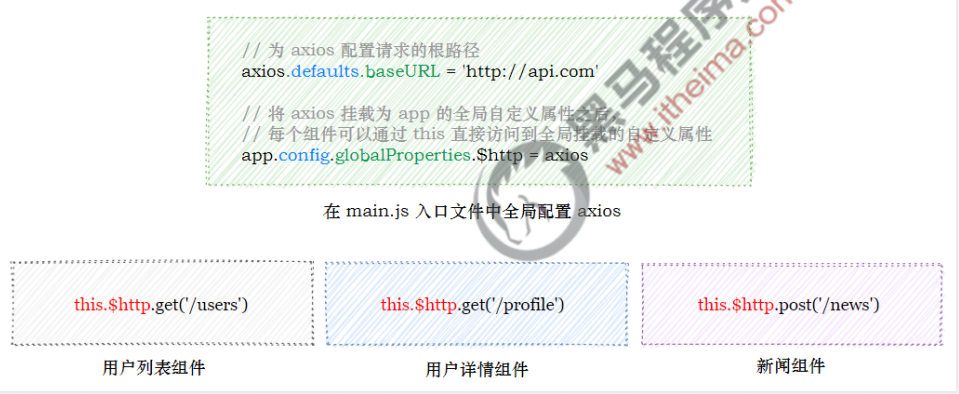 // 为 axios 配置请求的根路径
axios.defaults.baseURL = 'http://api.com'
// 将 axios 挂载为 app 的全局自定义属性之后，
// 每个组件可以通过 this 直接访问到全局挂载的自定义属性
app.config.globalProperties.$http = axios
黑马程序
www.itheima.com
在 main.js 入口文件中全局配置 axios
this.$http.get('/users')
this.$http.get('/profile')
this.$http.post('/news')
用户列表组件
用户详情组件
新闻组件